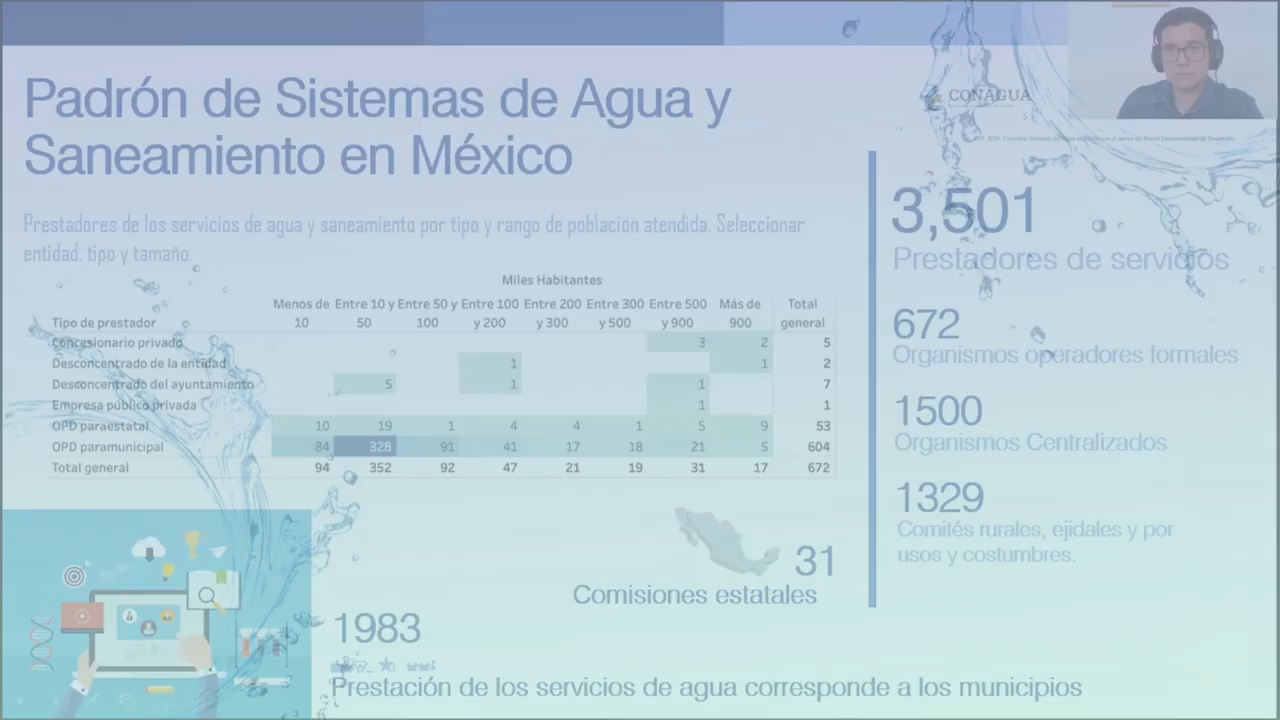 Padrón de Sistemas de Agua y
Saneamiento en México
CONAGUA
Prestadores de los servicios de agua y saneamiento por tipo y rango de población atendida. Seleccionar
entidad, tipo y tamaño.
Miles Habitantes
Tipo de prestador Menos de 10 Entre 10 y 50 Entre 50 y 100 Entre 100 y 200 Entre 200 y 300 Entre 300 y 500 Entre 500 y 900 Más de 900 Total general
Concesionario privado 3 2 5
Desconcentrado de la entidad 1 1 2
Desconcentrado del ayuntamiento 5 1 1 7
Empresa público privada 1 1
OPD paraestatal 10 19 1 4 4 1 5 9 53
OPD paramunicipal 84 328 91 41 17 18 21 5 604
Total general 94 352 92 47 21 19 31 17 672
3,501
Prestadores de servicios
672
Organismos operadores formales
1500
Organismos Centralizados
1329
Comités rurales, ejidales y por
usos y costumbres.
31
Comisiones estatales
1983
Prestación de los servicios de agua corresponde a los municipios